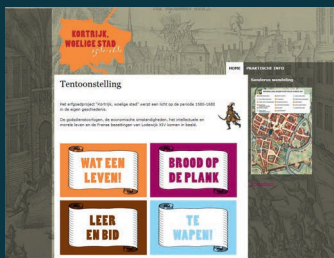 KORTRIJK,
WOELIGE STAD
HOME
PRAKTISCHE INFO
Tentoonstelling
Sanderus wandeling
Het erfgoedproject "Kortrijk, woelige stad" werpt een licht op de periode 1580-1680
in de eigen geschiedenis.
De godsdienstoorlogen, de economische omstandigheden, het intellectuele en
morele leven en de Franse bezettingen van Lodewijk XIV komen in beeld.
WAT EEN
LEVEN!
BROOD OP
DE PLANK
LEER
EN BID
TE
WAPEN!